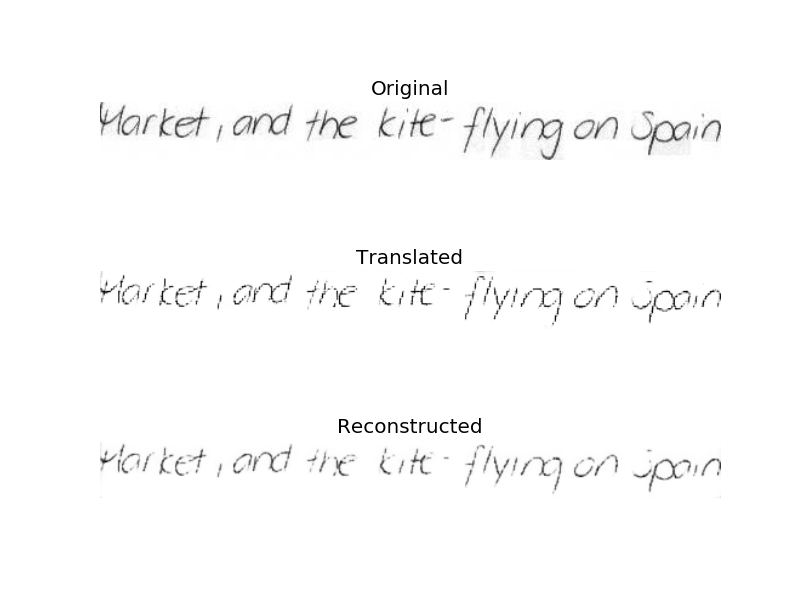 Original
Market, and the kite- flying on Spain
Translated
Market, and the kite- flying on Spain
Reconstructed
Market, and the kite- flying on Spain